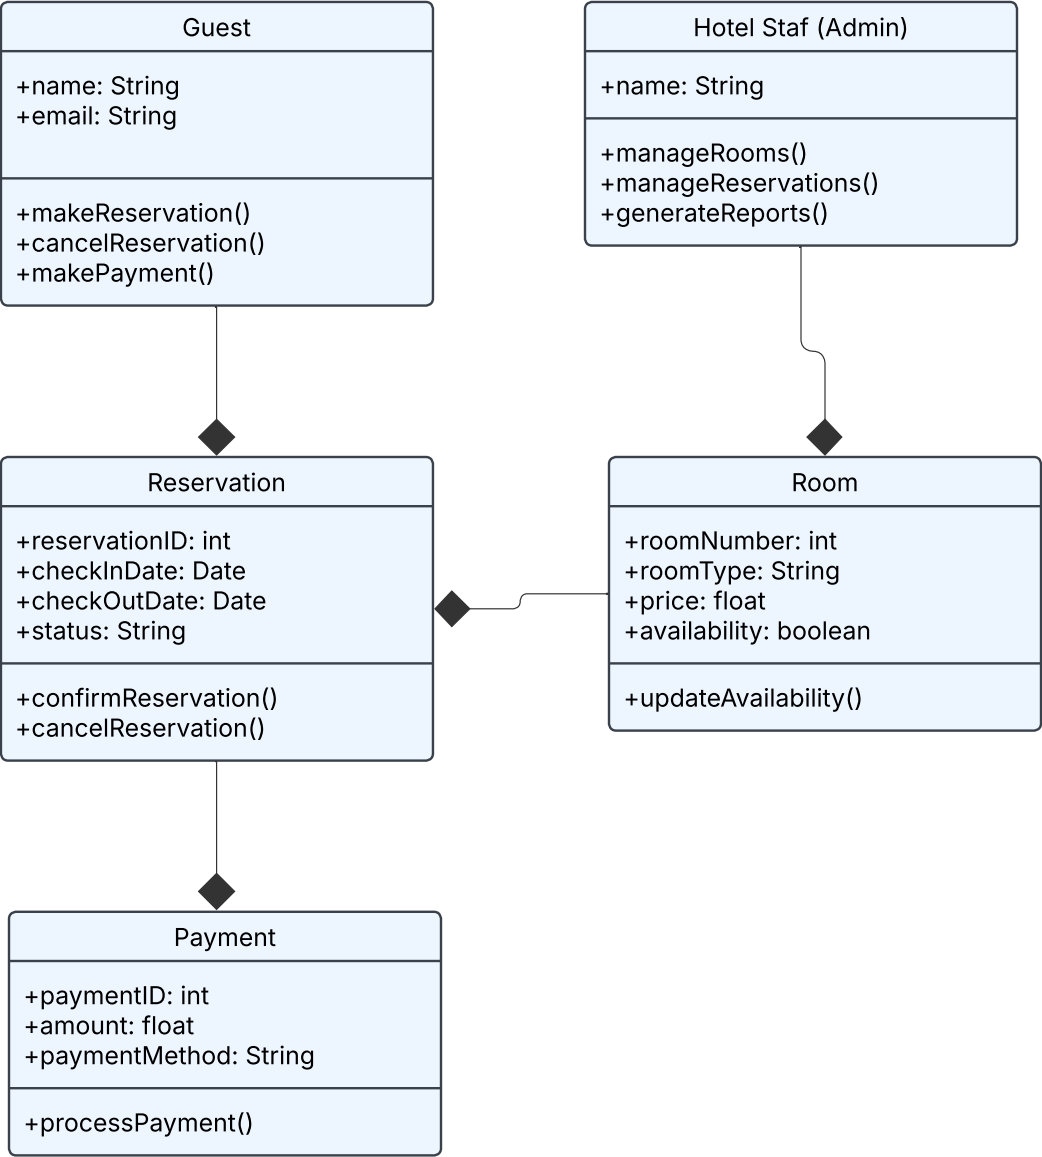 Guest
+name: String
+email: String
+makeReservation()
+cancelReservation()
+makePayment()
Hotel Staf (Admin)
+name: String
+manageRooms()
+manageReservations()
+generateReports()
Reservation
+reservationID: int
+checkInDate: Date
+checkOutDate: Date
+status: String
+confirmReservation()
+cancelReservation()
Room
+roomNumber: int
+roomType: String
+price: float
+availability: boolean
+updateAvailability()
Payment
+paymentID: int
+amount: float
+paymentMethod: String
+processPayment()